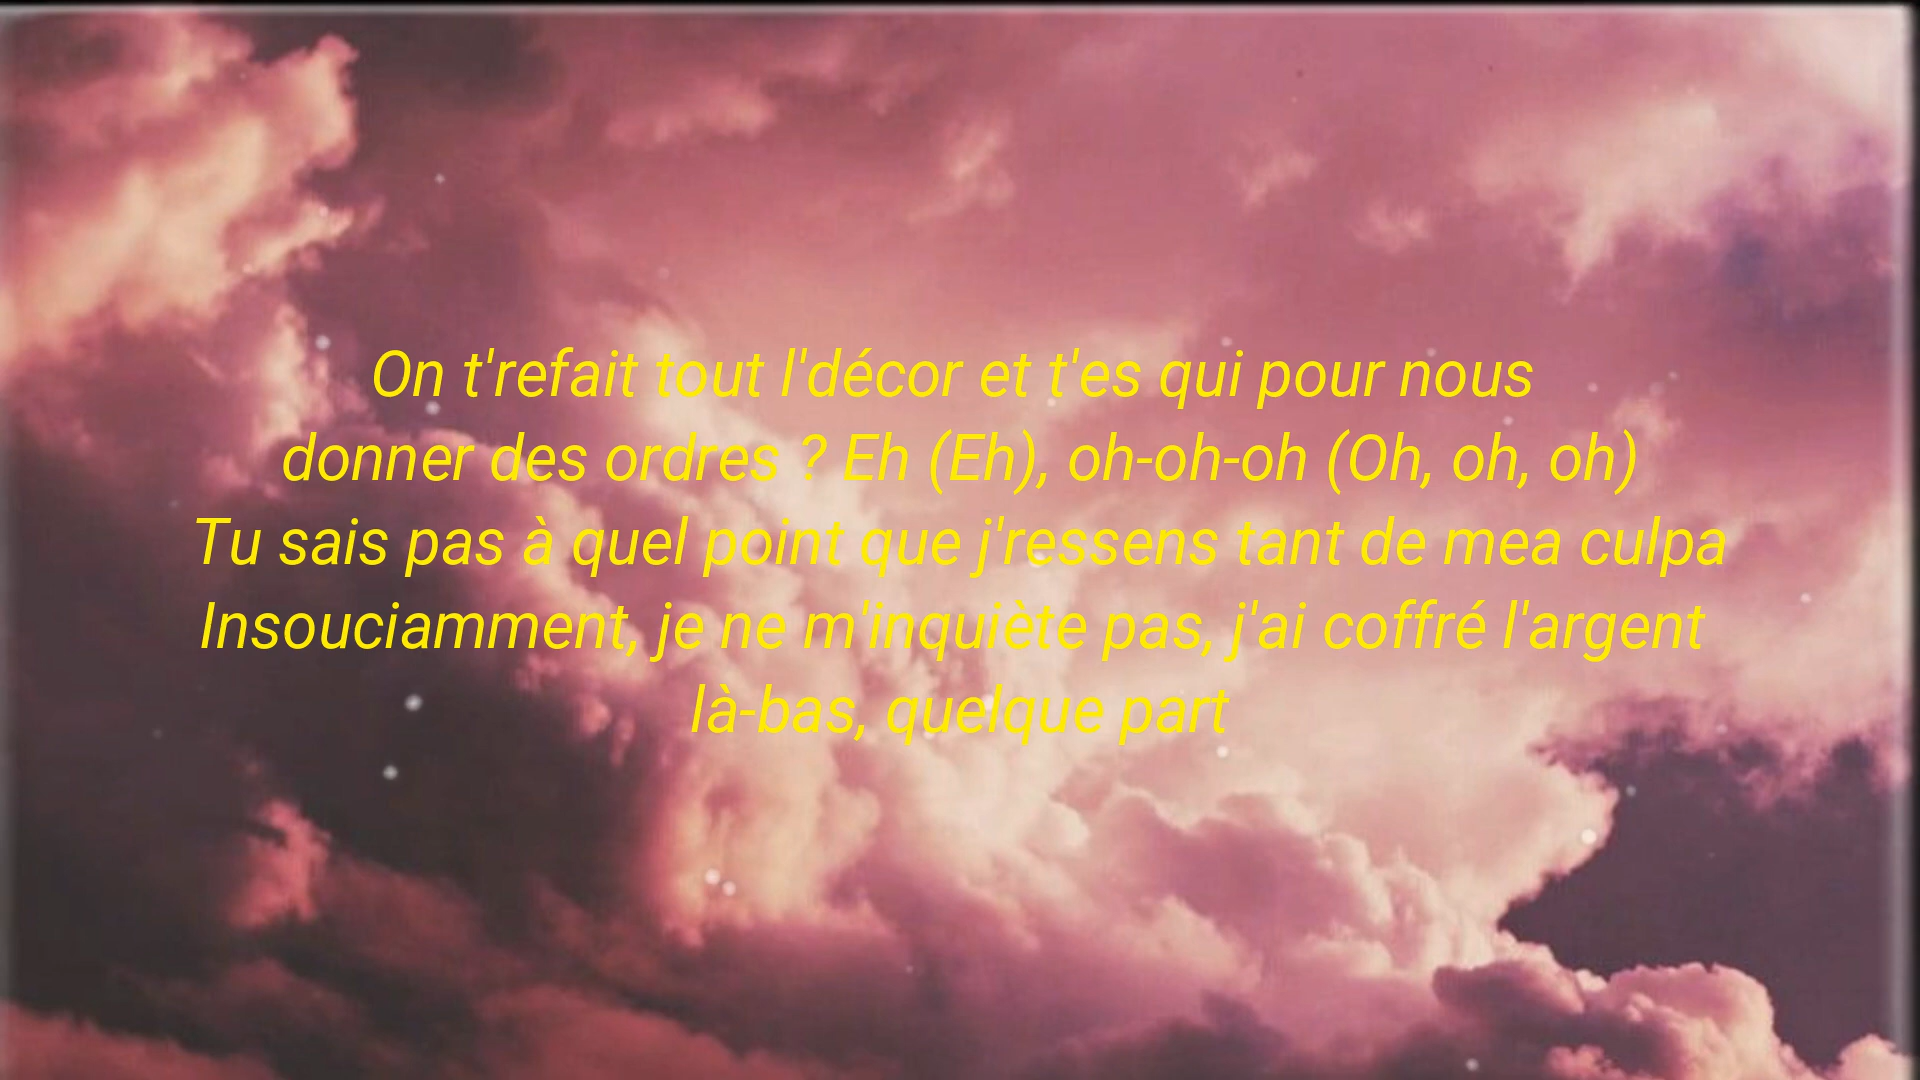 On t'refait tout l'décor et t'es qui pour nous
donner des ordres ? Eh (Eh), oh-oh-oh (Oh, oh, oh)
Tu sais pas à quel point que j'ressens tant de mea culpa
Insouciamment, je ne m'inquiète pas, j'ai coffré l'argent
là-bas, quelque part